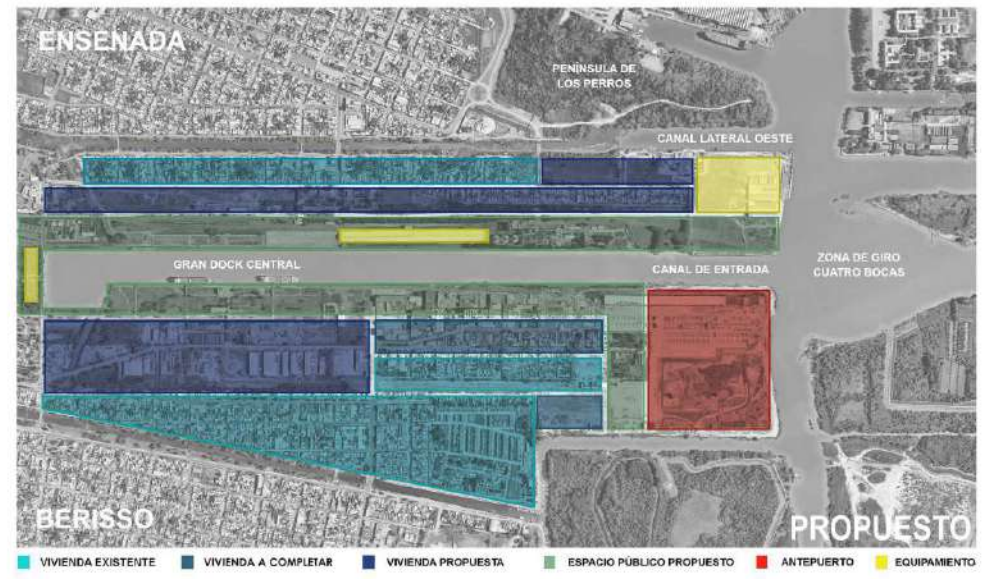 ENSENADA
PENÍNSULA DE
LOS PERROS
CANAL LATERAL OESTE
GRAN DOCK CENTRAL
CANAL DE ENTRADA
ZONA DE GIRO
CUATRO BOCAS
BERISSO
PROPUESTO
VIVIENDA EXISTENTE
VIVIENDA A COMPLETAR
VIVIENDA PROPUESTA
ESPACIO PÚBLICO PROPUESTO
ANTEPUERTO
EQUIPAMIENTO